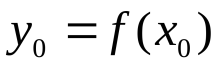 y₀ = f(x₀)